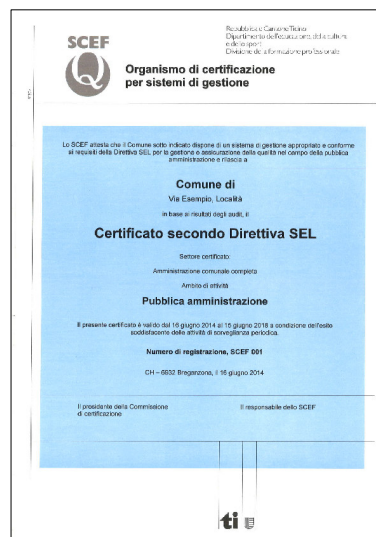 SCEF
Q
Repubblica e Cantone Ticino
Dipartimento dell'educazione, della cultura
e dello sport
Divisione della formazione professionale
Organismo di certificazione
per sistemi di gestione
Lo SCEF attesta che il Comune sotto indicato dispone di un sistema di gestione appropriato e conforme
ai requisiti della Direttiva SEL per la gestione e assicurazione della qualità nel campo della pubblica
amministrazione e rilascia a
Comune di
Via Esempio, Località
in base ai risultati degli audit, il
Certificato secondo Direttiva SEL
Settore certificato
Amministrazione comunale completa
Ambito di attività
Pubblica amministrazione
Il presente certificato è valido dal 16 giugno 2014 al 15 giugno 2018 a condizione dell'esito
soddisfacente delle attività di sorveglianza periodica.
Numero di registrazione, SCEF 001
CH – 6932 Breganzona, il 16 giugno 2014
Il presidente della Commissione
di certificazione
Il responsabile dello SCEF
ti